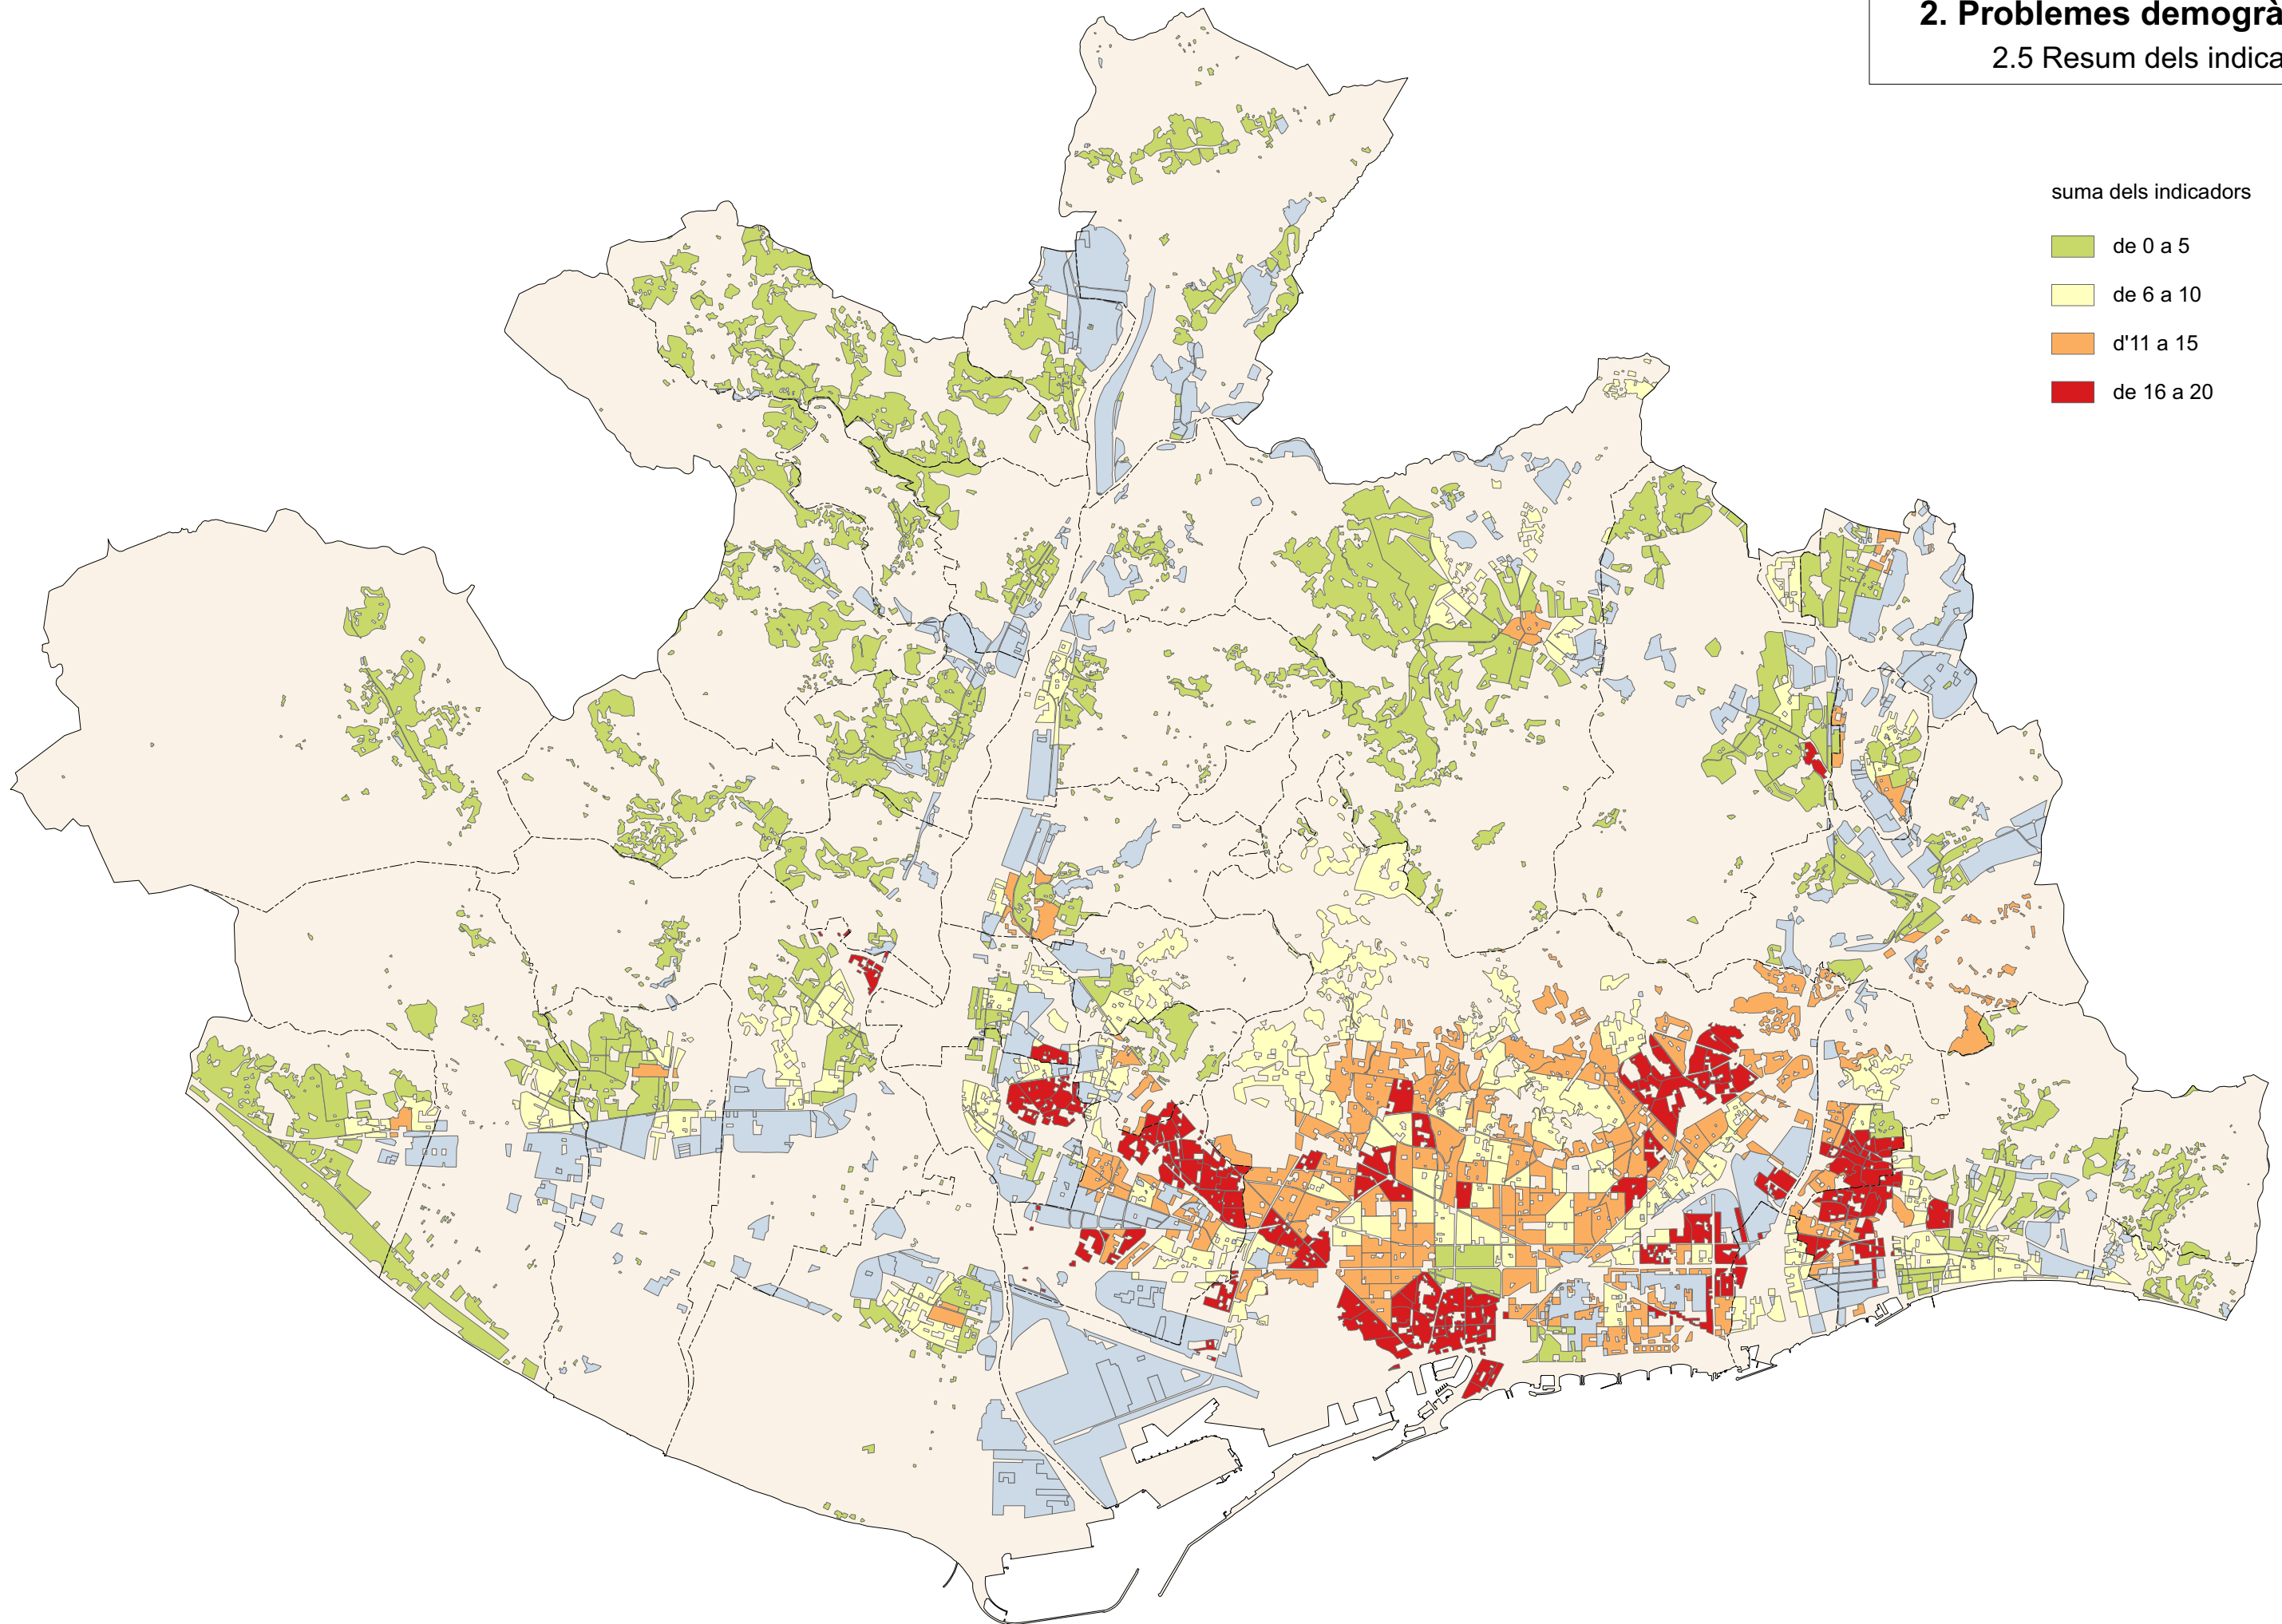 2. Problemes demogrà
2.5 Resum dels indica
suma dels indicadors
de 0 a 5
de 6 a 10
d'11 a 15
de 16 a 20